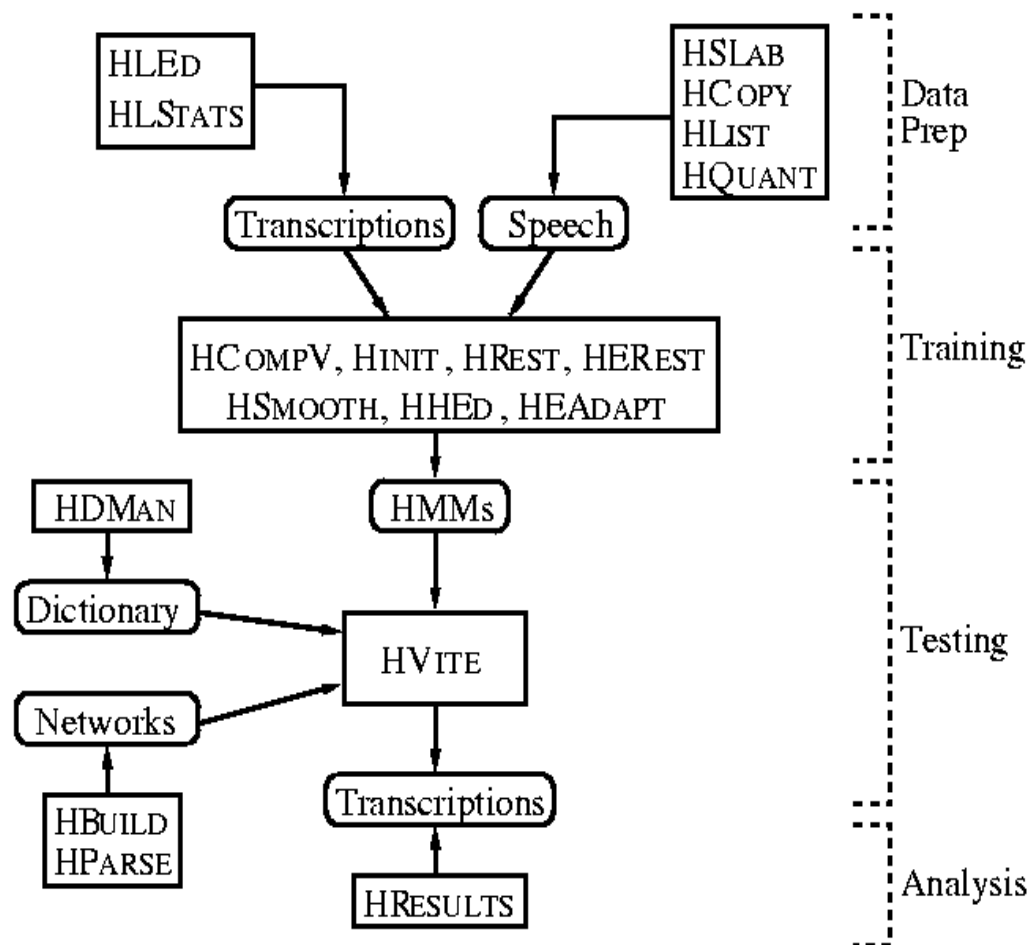 HLED
HLSTATS
HSLAB
HCOPY
HLIST
HQUANT
Data
Prep
Transcriptions
Speech
Training
HCOMPV, HINIT, HREST, HEREST
HSMOOTH, HHED, HEADAPT
HDMAN
HMMs
Dictionary
Testing
HVITE
Networks
Transcriptions
HBUILD
HPARSE
HRESULTS
Analysis